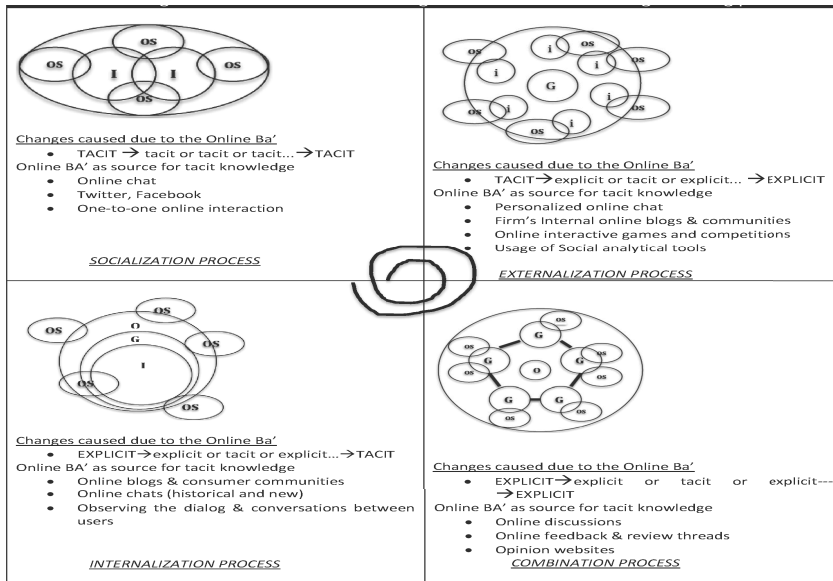 OS
OS I I OS
OS
Changes caused due to the Online Ba'
• TACIT → tacit or tacit or tacit... →TACIT
Online BA' as source for tacit knowledge
• Online chat
• Twitter, Facebook
• One-to-one online interaction
SOCIALIZATION PROCESS
i os
os i i os
G
i i
os i os
os i
Changes caused due to the Online Ba'
• TACIT→explicit or tacit or explicit... →EXPLICIT
Online BA' as source for tacit knowledge
• Personalized online chat
• Firm's Internal online blogs & communities
• Online interactive games and competitions
• Usage of Social analytical tools
EXTERNALIZATION PROCESS
OS
OS O OS
G
I
OS
OS
Changes caused due to the Online Ba'
• EXPLICIT→explicit or tacit or explicit...→TACIT
Online BA' as source for tacit knowledge
• Online blogs & consumer communities
• Online chats (historical and new)
• Observing the dialog & conversations between
users
INTERNALIZATION PROCESS
os
G
os os
G G
os O os
G G
os os
Changes caused due to the Online Ba'
• EXPLICIT→explicit or tacit or explicit---
→EXPLICIT
Online BA' as source for tacit knowledge
• Online discussions
• Online feedback & review threads
• Opinion websites
COMBINATION PROCESS